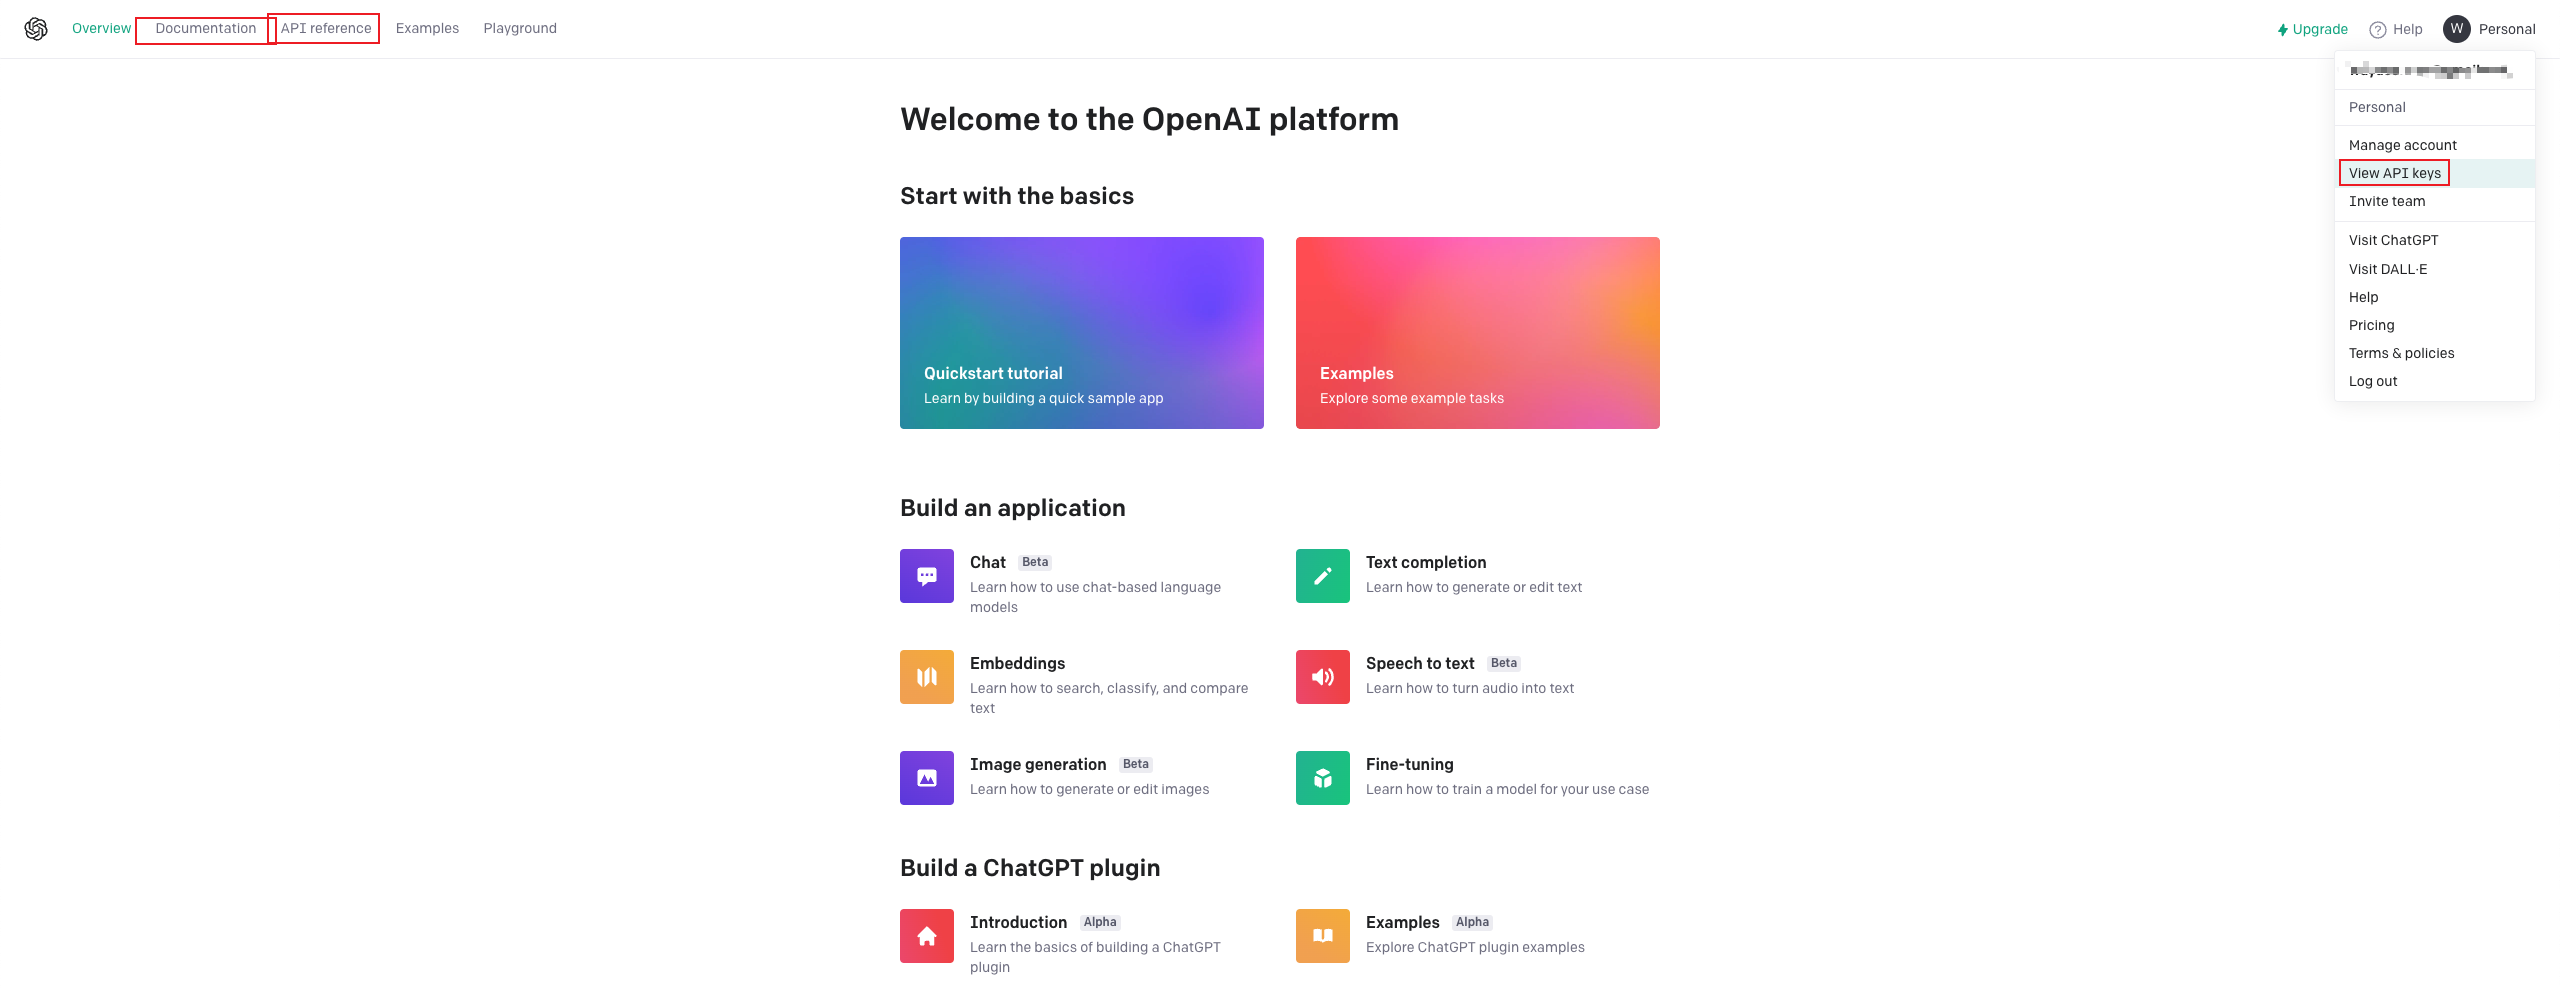 Overview Documentation API reference Examples Playground
Upgrade Help W Personal
Personal
Manage account
View API keys
Invite team
Visit ChatGPT
Visit DALL·E
Help
Pricing
Terms & policies
Log out
Welcome to the OpenAI platform
Start with the basics
Quickstart tutorial
Learn by building a quick sample app
Examples
Explore some example tasks
Build an application
Chat Beta
Learn how to use chat-based language
models
Text completion
Learn how to generate or edit text
Embeddings
Learn how to search, classify, and compare
text
Speech to text Beta
Learn how to turn audio into text
Image generation Beta
Learn how to generate or edit images
Fine-tuning
Learn how to train a model for your use case
Build a ChatGPT plugin
Introduction Alpha
Learn the basics of building a ChatGPT
plugin
Examples Alpha
Explore ChatGPT plugin examples